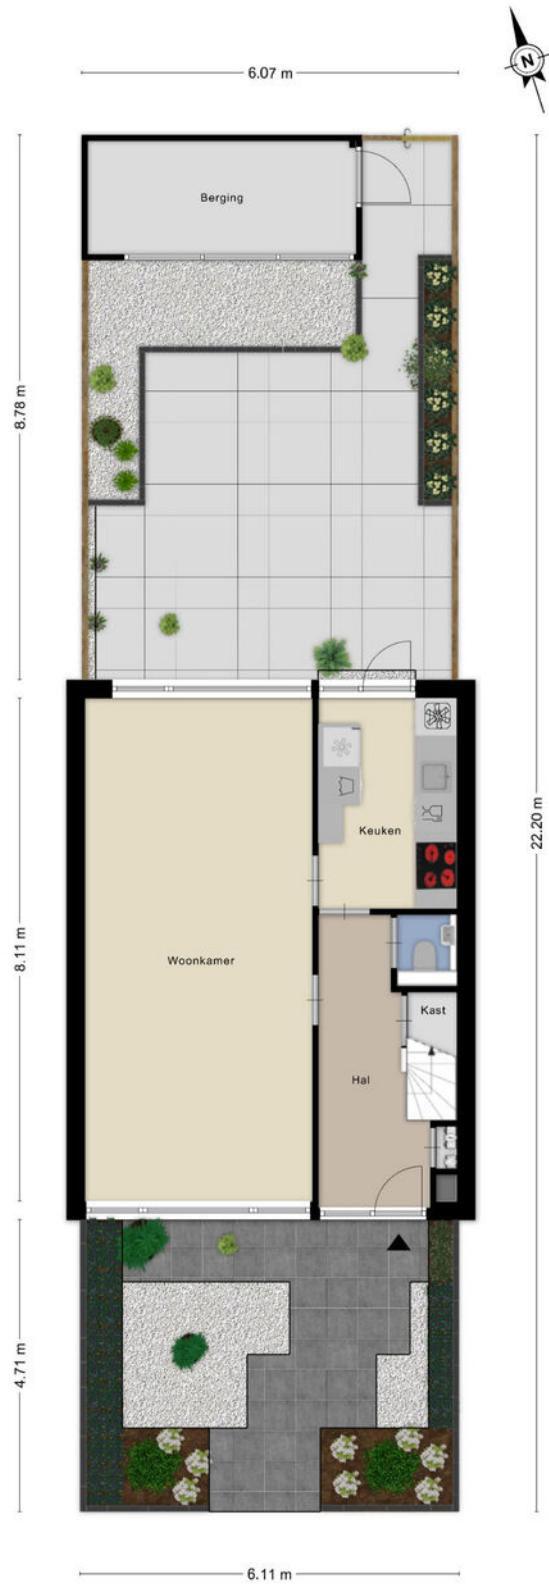 N
6.07 m
Berging
8.78 m
Keuken
22.20 m
8.11 m
Woonkamer
Kast
Hal
4.71 m
6.11 m